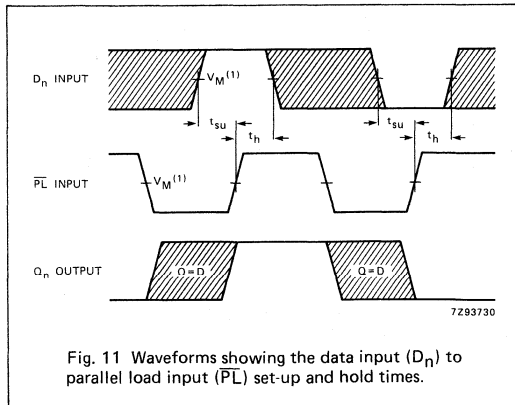 Dn INPUT
VM(1)
tsu
th
tsu
th
PL INPUT
VM(1)
Qn OUTPUT
Q=D
Q=D
7Z93730
Fig. 11 Waveforms showing the data input (Dn) to
parallel load input (PL) set-up and hold times.